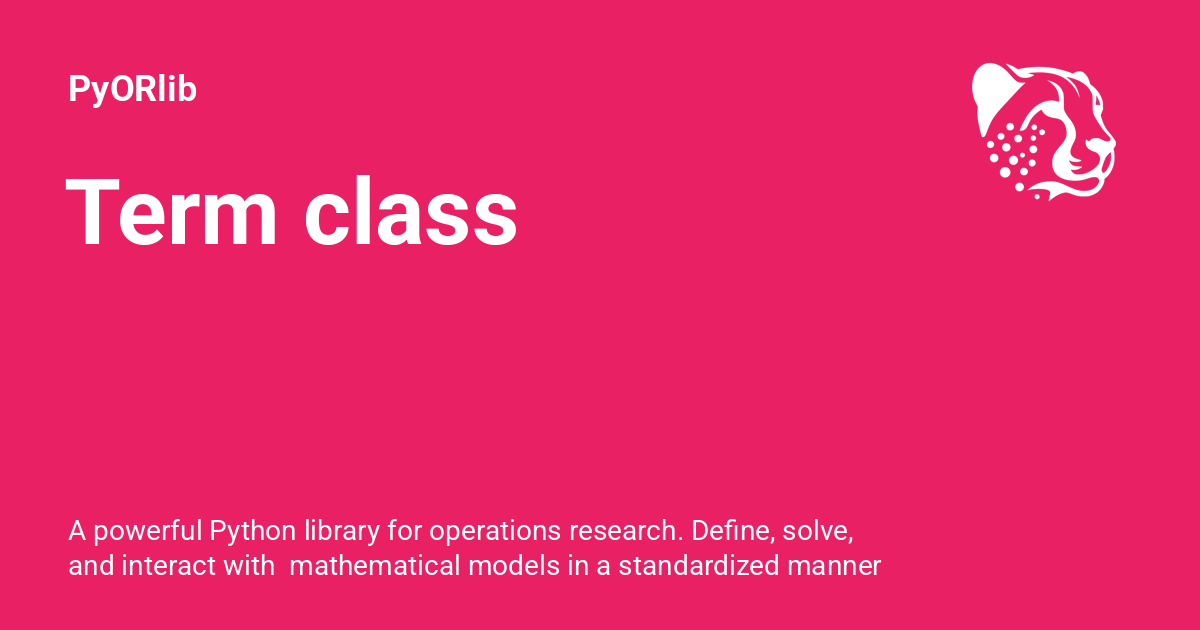 PyORlib
Term class
A powerful Python library for operations research. Define, solve,
and interact with  mathematical models in a standardized manner